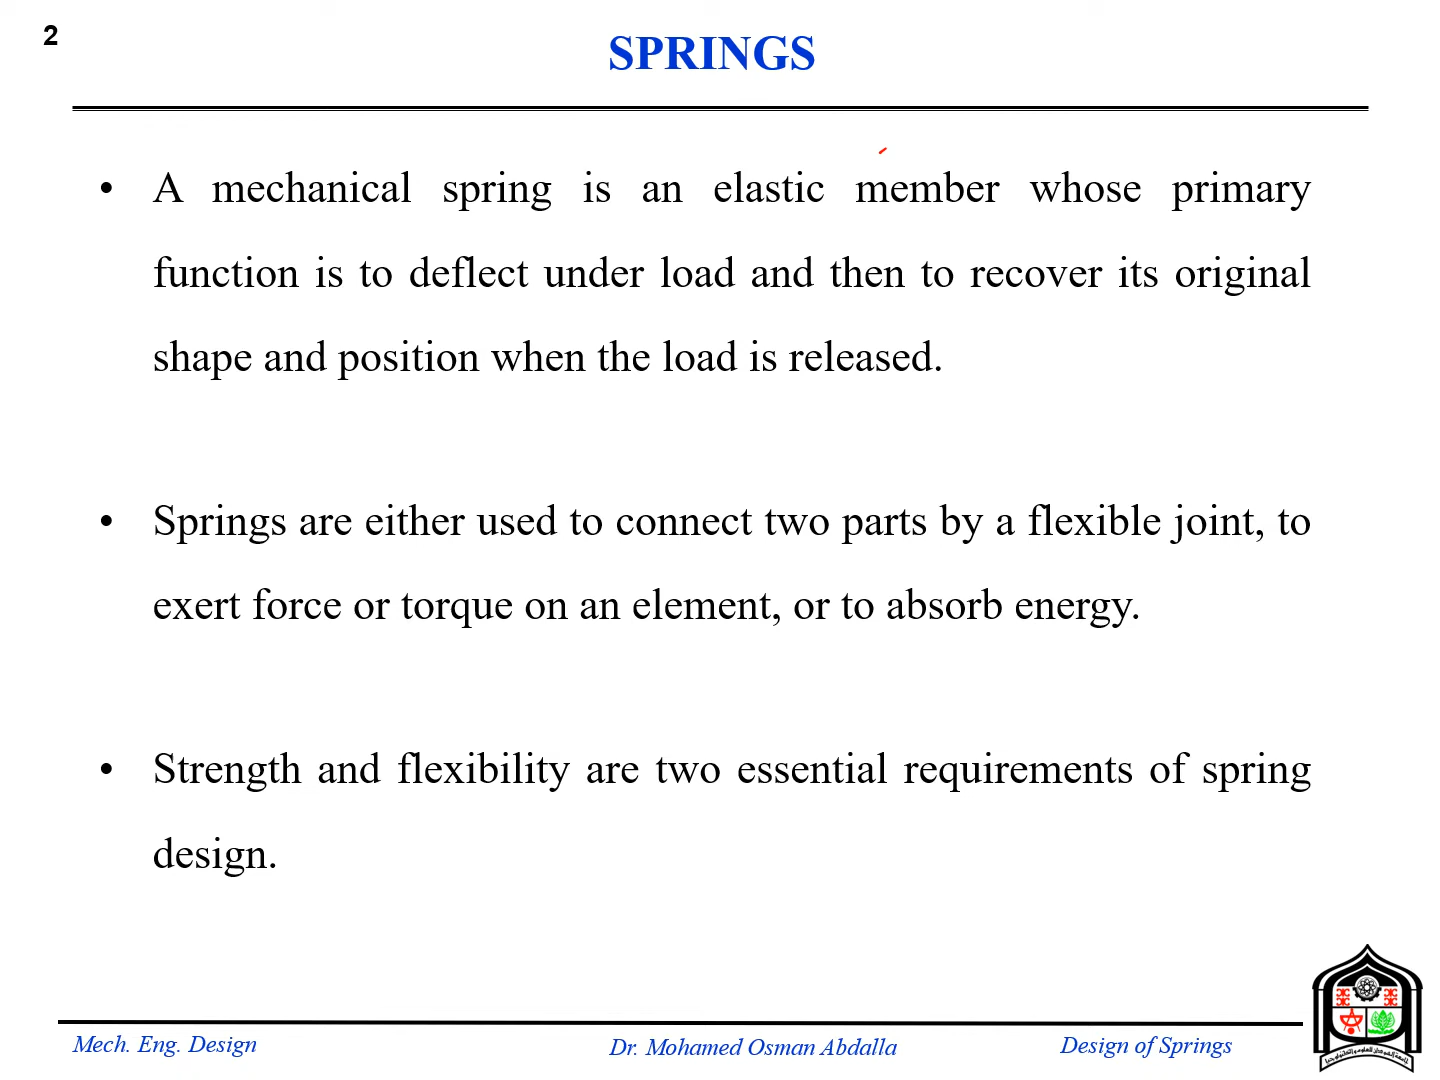 2
SPRINGS
• A mechanical spring is an elastic member whose primary
function is to deflect under load and then to recover its original
shape and position when the load is released.
• Springs are either used to connect two parts by a flexible joint, to
exert force or torque on an element, or to absorb energy.
• Strength and flexibility are two essential requirements of spring
design.
Mech. Eng. Design
Dr. Mohamed Osman Abdalla
Design of Springs